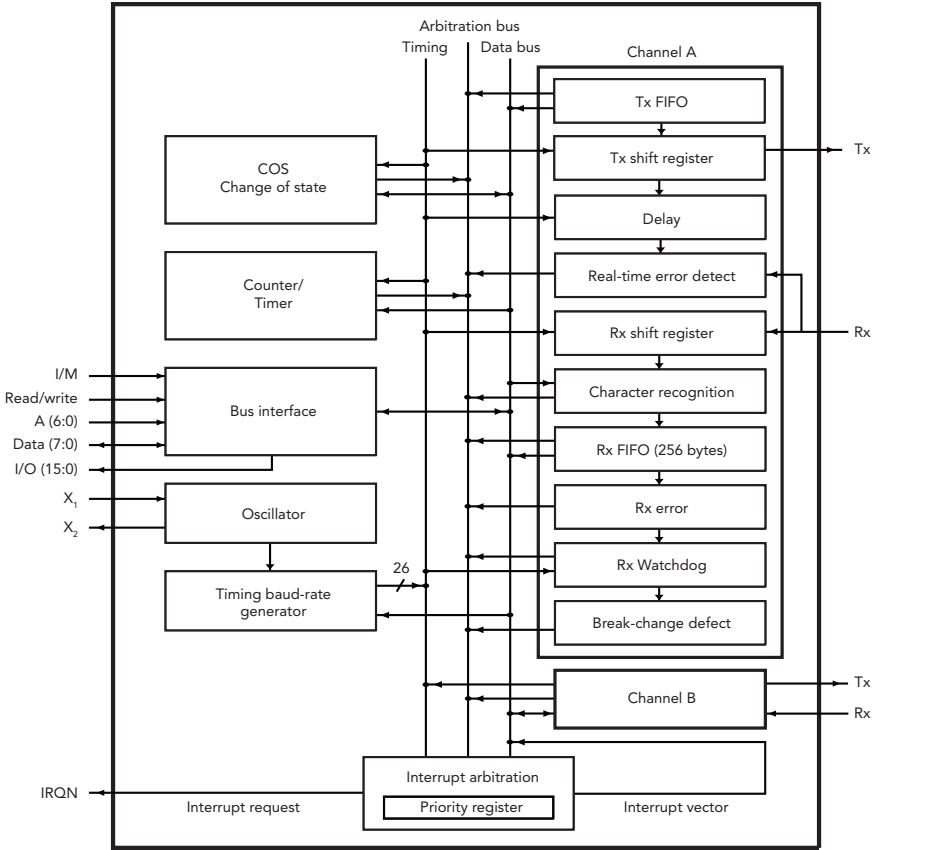 Arbitration bus
Timing
Data bus
Channel A
Tx FIFO
Tx shift register
Tx
COS
Change of state
Delay
Real-time error detect
Counter/
Timer
Rx shift register
Rx
I/M
Read/write
A (6:0)
Data (7:0)
I/O (15:0)
Bus interface
Character recognition
Rx FIFO (256 bytes)
X1
X2
Oscillator
Rx error
26
Timing baud-rate
generator
Rx Watchdog
Break-change defect
Channel B
Tx
Rx
Interrupt arbitration
Priority register
IRQN
Interrupt request
Interrupt vector